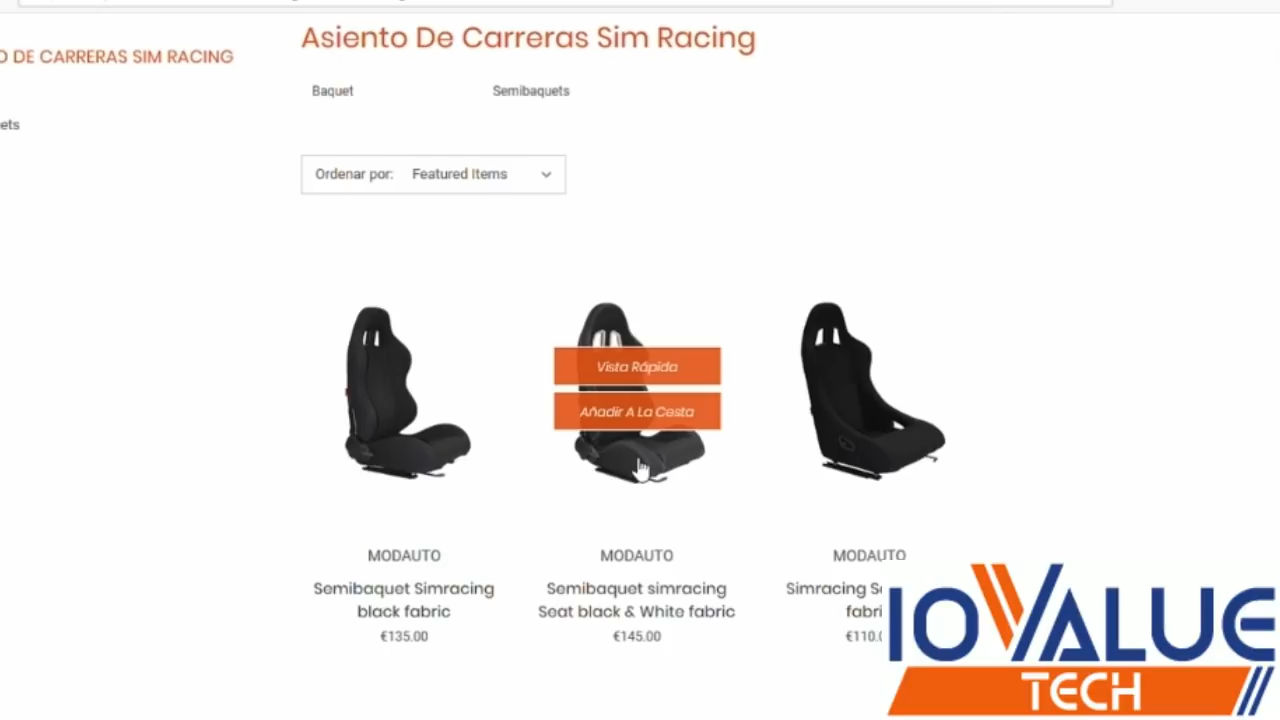 Asiento De Carreras Sim Racing
DE CARRERAS SIM RACING
Baquet
Semibaquets
Ordenar por: Featured Items
Vista Rápida
Añadir A La Cesta
MODAUTO
Semibaquet Simracing
black fabric
€135.00
MODAUTO
Semibaquet simracing
Seat black & White fabric
€145.00
MODAUTO
Simracing
€110.
IOVALUE
TECH